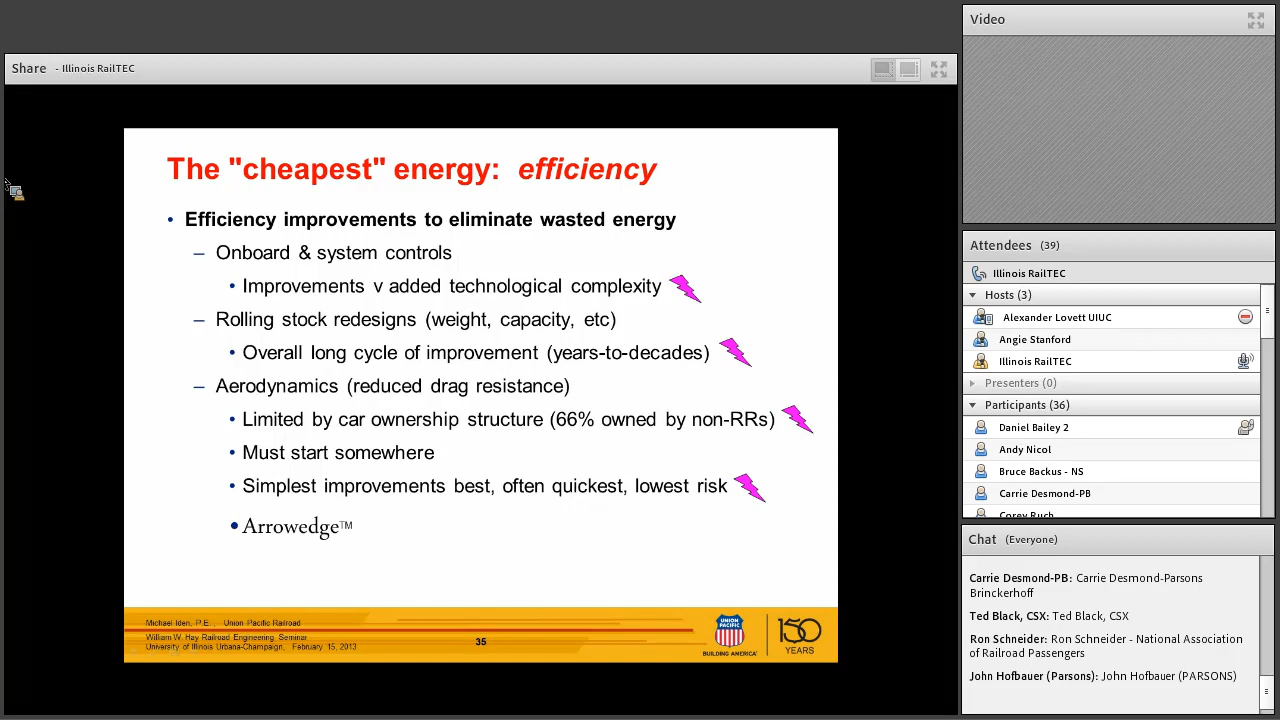 Share - Illinois RailTEC
The "cheapest" energy: efficiency
• Efficiency improvements to eliminate wasted energy
– Onboard & system controls
• Improvements v added technological complexity
– Rolling stock redesigns (weight, capacity, etc)
• Overall long cycle of improvement (years-to-decades)
– Aerodynamics (reduced drag resistance)
• Limited by car ownership structure (66% owned by non-RRs)
• Must start somewhere
• Simplest improvements best, often quickest, lowest risk
• Arrowedge™
Michael Iden, P.E., Union Pacific Railroad
William W. Hay Railroad Engineering Seminar
University of Illinois Urbana-Champaign, February 15, 2013
35
UNION PACIFIC
BUILDING AMERICA®
150 YEARS
Video
Attendees (39)
Illinois RailTEC
Hosts (3)
Alexander Lovett UIUC
Angie Stanford
Illinois RailTEC
Presenters (0)
Participants (36)
Daniel Bailey 2
Andy Nicol
Bruce Backus - NS
Carrie Desmond-PB
Corey Ruch
Chat (Everyone)
Carrie Desmond-PB: Carrie Desmond-Parsons
Brinckerhoff
Ted Black, CSX: Ted Black, CSX
Ron Schneider: Ron Schneider - National Association
of Railroad Passengers
John Hofbauer (Parsons): John Hofbauer (PARSONS)